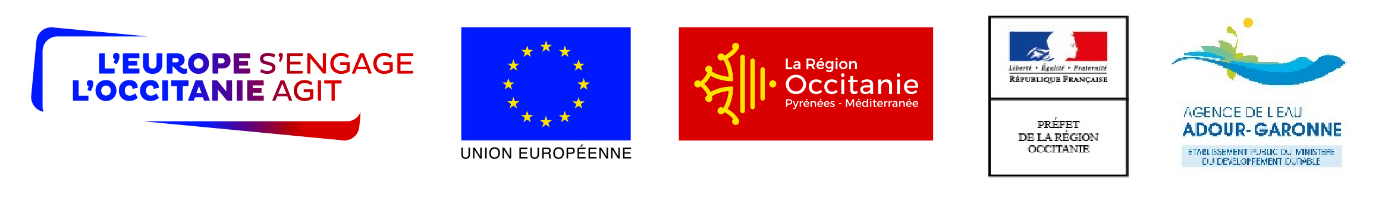 L'EUROPE S'ENGAGE
L'OCCITANIE AGIT
UNION EUROPÉENNE
La Région
Occitanie
Pyrénées - Méditerranée
Liberté • Égalité • Fraternité
RÉPUBLIQUE FRANÇAISE
PRÉFET
DE LA RÉGION
OCCITANIE
AGENCE DE L'EAU
ADOUR-GARONNE
ETABLISSEMENT PUBLIC DU MINISTERE
DU DEVELOPPEMENT DURABLE